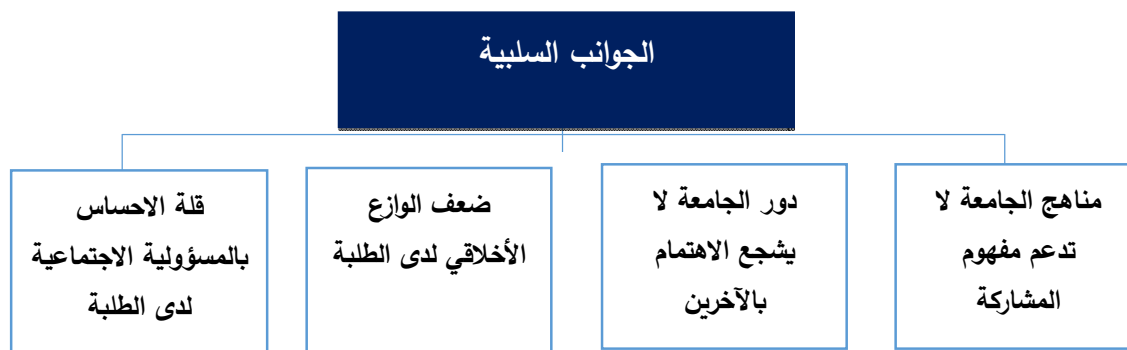 الجوانب السلبية
مناهج الجامعة لا
تدعم مفهوم
المشاركة
دور الجامعة لا
يشجع الاهتمام
بالآخرين
ضعف الوازع
الأخلاقي لدى الطلبة
قلة الاحساس
بالمسؤولية الاجتماعية
لدى الطلبة